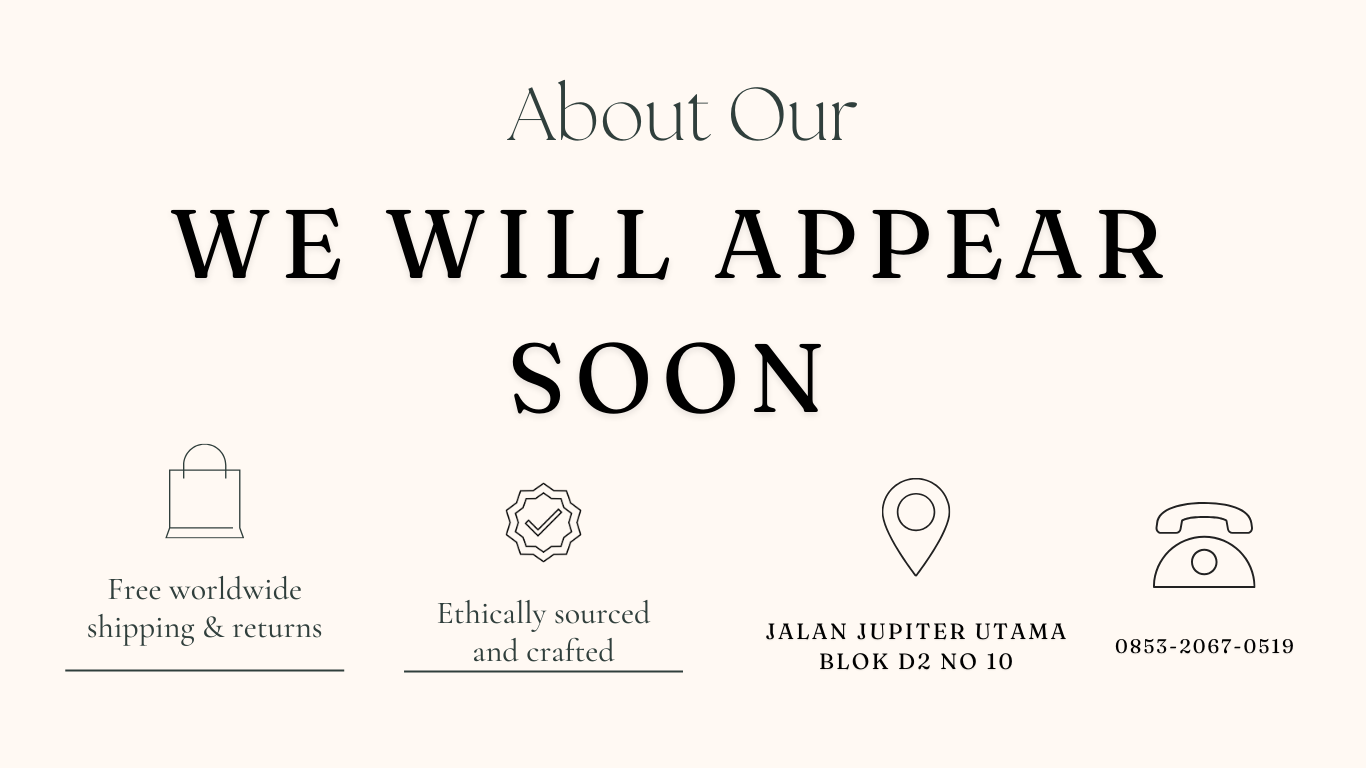 About Our
WE WILL APPEAR
SOON
Free worldwide
shipping & returns
Ethically sourced
and crafted
JALAN JUPITER UTAMA
BLOK D2 NO 10
0853-2067-0519